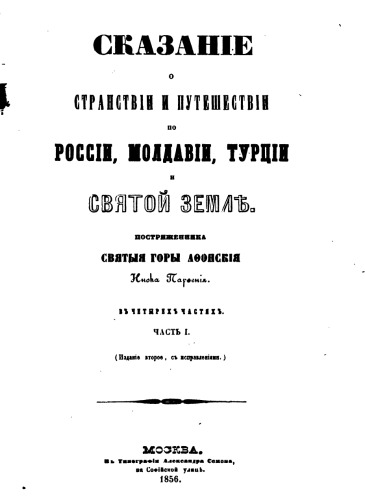 СКАЗАНІЕ
О
СТРАНСТВІИ И ПУТЕШЕСТВІИ
ПО
РОССІИ, МОЛДАВІИ, ТУРЦІИ
И
СВЯТОЙ ЗЕМЛѢ.
ПОСТРИЖЕННИКА
СВЯТЫЯ ГОРЫ АѲОНСКІЯ
Инока Парѳенія.
ВЪ ЧЕТЫРЕХЪ ЧАСТЯХЪ.
ЧАСТЬ I.
(Изданіе второе, съ исправленіями.)
МОСКВА.
Въ Типографіи Александра Семена,
на Софійской улицѣ.
1856.